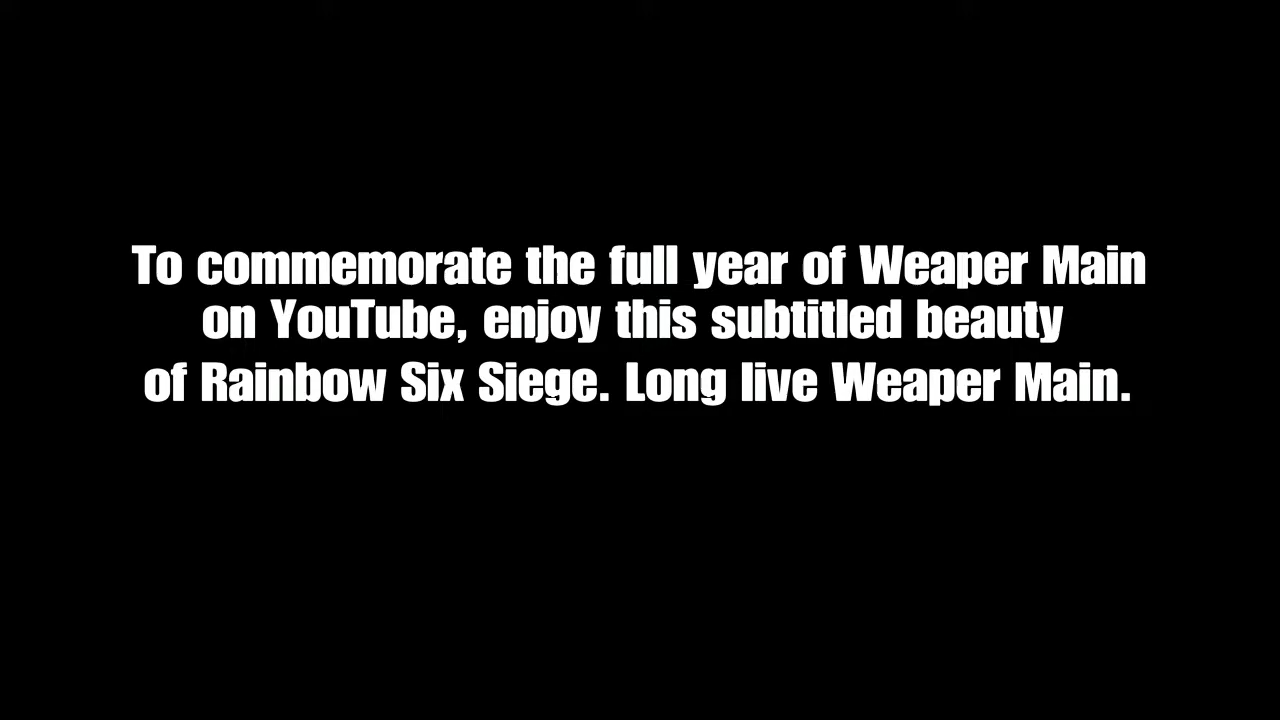 To commemorate the full year of Weaper Main
on YouTube, enjoy this subtitled beauty
of Rainbow Six Siege. Long live Weaper Main.